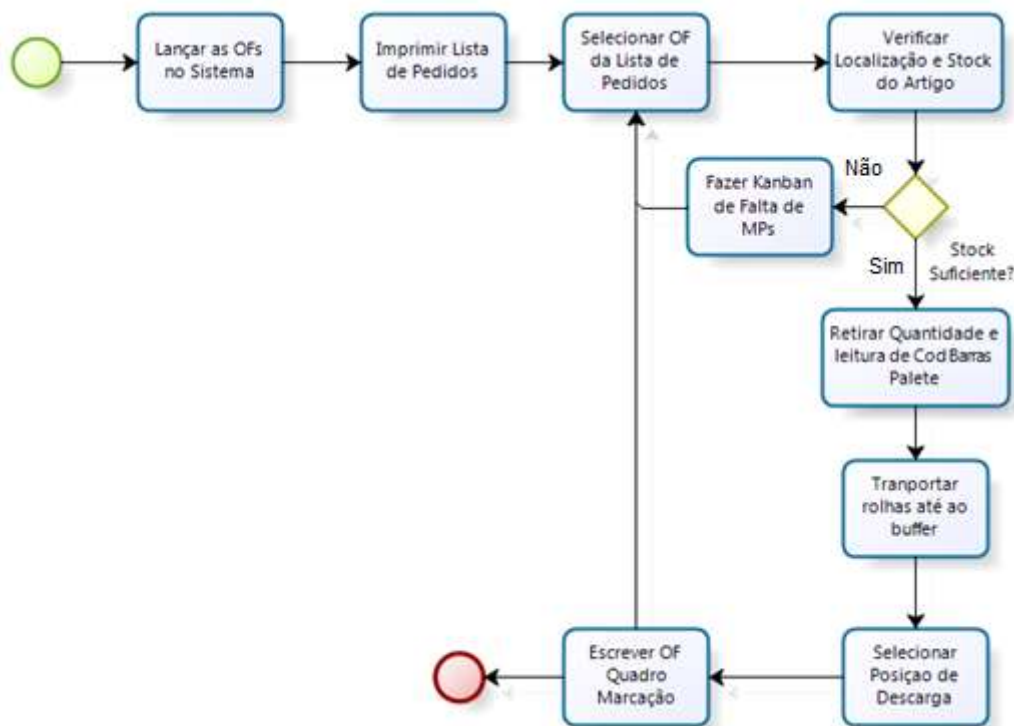 Lançar as OFs
no Sistema
Imprimir Lista
de Pedidos
Selecionar OF
da Lista de
Pedidos
Verificar
Localização e Stock
do Artigo
Não
Fazer Kanban
de Falta de
MPs
Sim
Stock
Suficiente?
Retirar Quantidade e
leitura de Cod Barras
Palete
Tranportar
rolhas até ao
buffer
Escrever OF
Quadro
Marcação
Selecionar
Posiçao de
Descarga